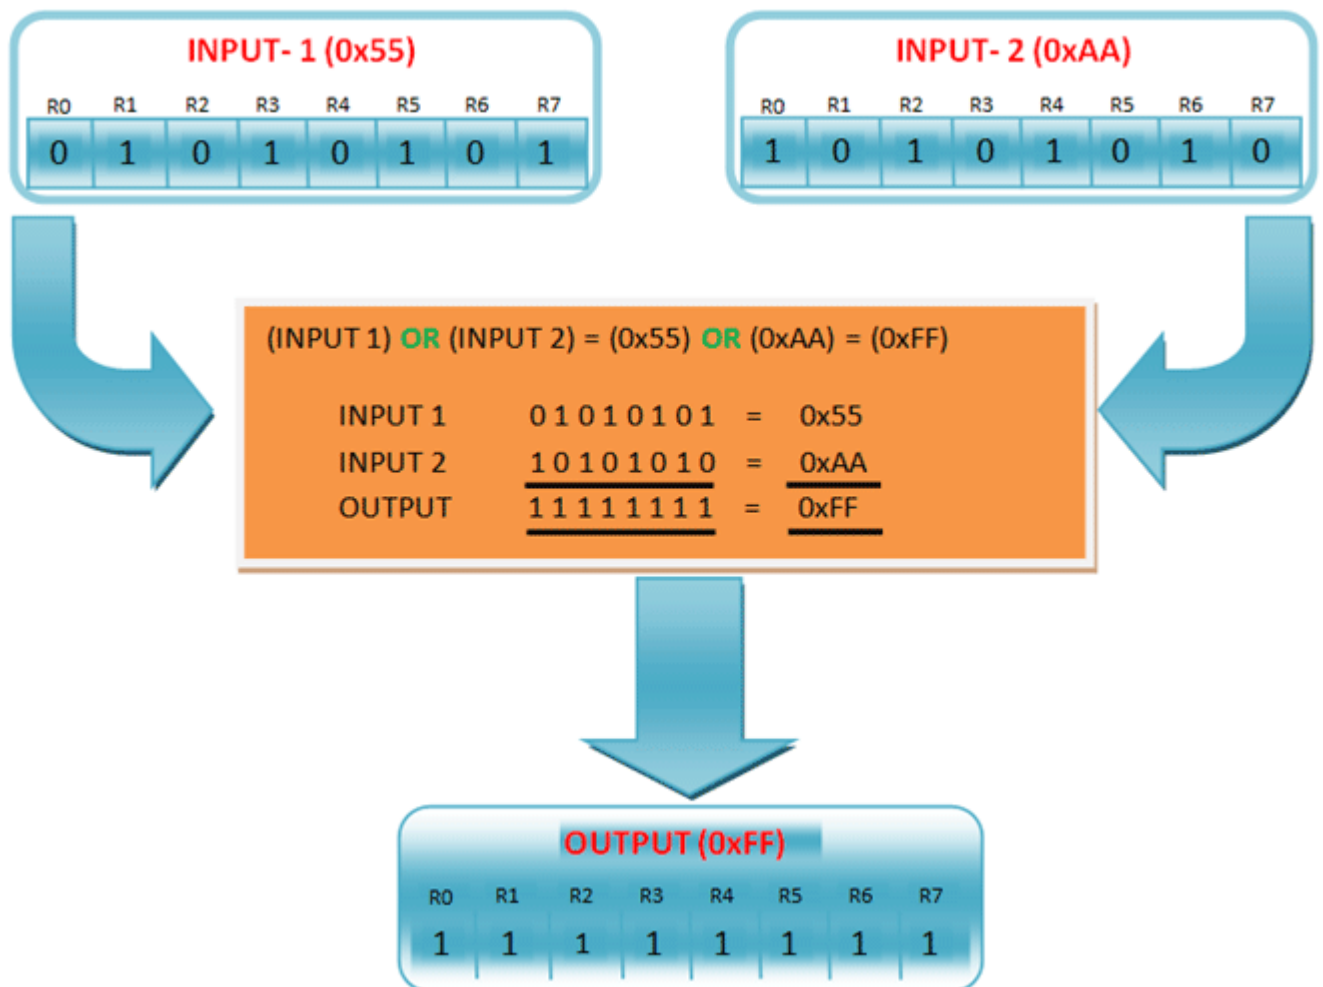 INPUT- 1 (0x55)
R0 R1 R2 R3 R4 R5 R6 R7
0 1 0 1 0 1 0 1
INPUT- 2 (0xAA)
R0 R1 R2 R3 R4 R5 R6 R7
1 0 1 0 1 0 1 0
(INPUT 1) OR (INPUT 2) = (0x55) OR (0xAA) = (0xFF)
INPUT 1 0 1 0 1 0 1 0 1 = 0x55
INPUT 2 1 0 1 0 1 0 1 0 = 0xAA
OUTPUT 1 1 1 1 1 1 1 1 = 0xFF
OUTPUT (0xFF)
R0 R1 R2 R3 R4 R5 R6 R7
1 1 1 1 1 1 1 1